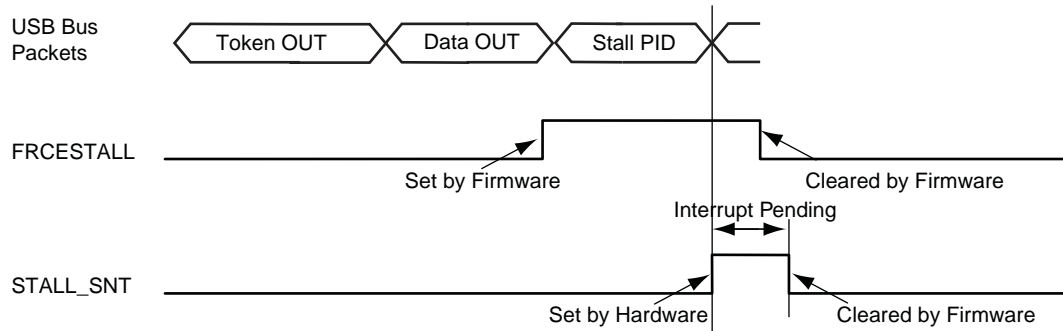 USB Bus
Packets
Token OUT
Data OUT
Stall PID
FRCESTALL
Set by Firmware
Cleared by Firmware
Interrupt Pending
STALL_SNT
Set by Hardware
Cleared by Firmware